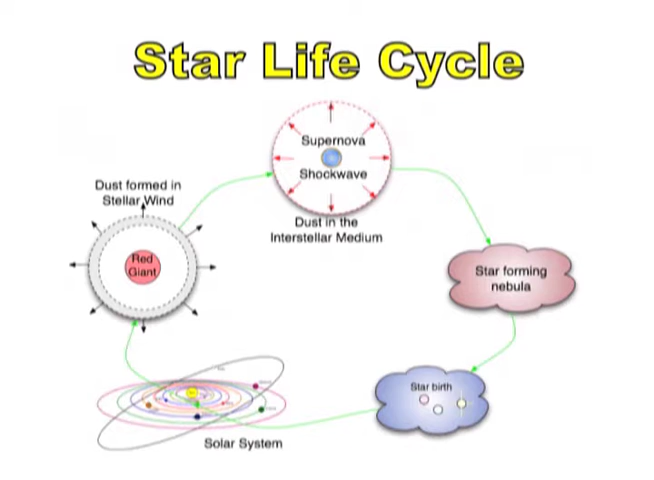 Star Life Cycle
Supernova
Shockwave
Dust in the
Interstellar Medium
Dust formed in
Stellar Wind
Red
Giant
Star forming
nebula
Star birth
Solar System